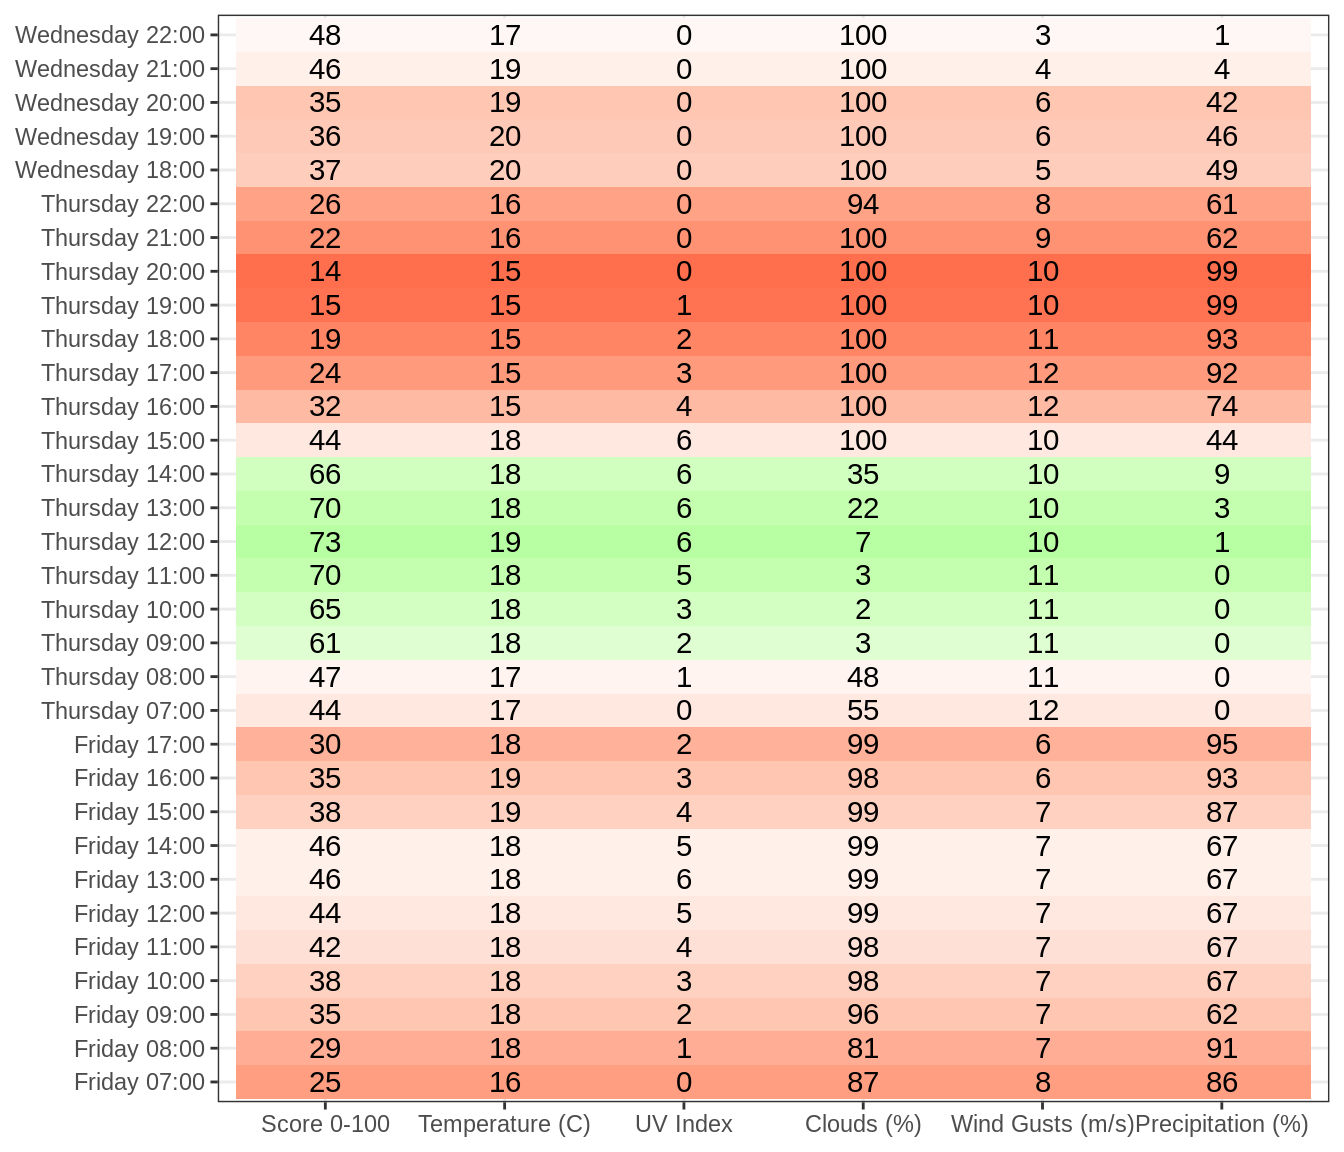 Wednesday 22:00 48 17 0 100 3 1
Wednesday 21:00 46 19 0 100 4 4
Wednesday 20:00 35 19 0 100 6 42
Wednesday 19:00 36 20 0 100 6 46
Wednesday 18:00 37 20 0 100 5 49
Thursday 22:00 26 16 0 94 8 61
Thursday 21:00 22 16 0 100 9 62
Thursday 20:00 14 15 0 100 10 99
Thursday 19:00 15 15 1 100 10 99
Thursday 18:00 19 15 2 100 11 93
Thursday 17:00 24 15 3 100 12 92
Thursday 16:00 32 15 4 100 12 74
Thursday 15:00 44 18 6 100 10 44
Thursday 14:00 66 18 6 35 10 9
Thursday 13:00 70 18 6 22 10 3
Thursday 12:00 73 19 6 7 10 1
Thursday 11:00 70 18 5 3 11 0
Thursday 10:00 65 18 3 2 11 0
Thursday 09:00 61 18 2 3 11 0
Thursday 08:00 47 17 1 48 11 0
Thursday 07:00 44 17 0 55 12 0
Friday 17:00 30 18 2 99 6 95
Friday 16:00 35 19 3 98 6 93
Friday 15:00 38 19 4 99 7 87
Friday 14:00 46 18 5 99 7 67
Friday 13:00 46 18 6 99 7 67
Friday 12:00 44 18 5 99 7 67
Friday 11:00 42 18 4 98 7 67
Friday 10:00 38 18 3 98 7 67
Friday 09:00 35 18 2 96 7 62
Friday 08:00 29 18 1 81 7 91
Friday 07:00 25 16 0 87 8 86
Score 0-100 Temperature (C) UV Index Clouds (%) Wind Gusts (m/s) Precipitation (%)